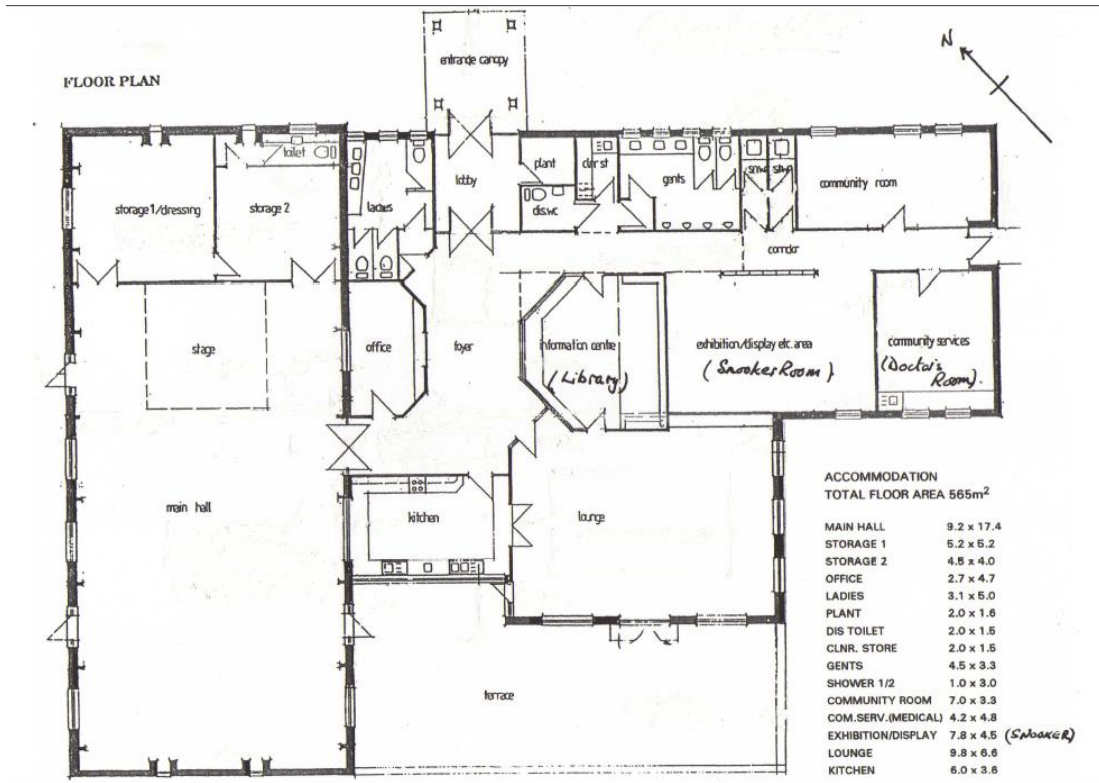 N
entrance canopy
FLOOR PLAN
toilet
storage 1/dressing
storage 2
ladies
lobby
plant
dis.wc
clnr st
gents
community room
corridor
stage
office
foyer
information centre
(Library)
exhibition/display etc. area
(Snooker Room)
community services
(Doctor's
Room).
main hall
kitchen
lounge
terrace
ACCOMMODATION
TOTAL FLOOR AREA 565m²
MAIN HALL 9.2 x 17.4
STORAGE 1 5.2 x 5.2
STORAGE 2 4.5 x 4.0
OFFICE 2.7 x 4.7
LADIES 3.1 x 5.0
PLANT 2.0 x 1.6
DIS TOILET 2.0 x 1.5
CLNR. STORE 2.0 x 1.5
GENTS 4.5 x 3.3
SHOWER 1/2 1.0 x 3.0
COMMUNITY ROOM 7.0 x 3.3
COM.SERV.(MEDICAL) 4.2 x 4.8
EXHIBITION/DISPLAY 7.8 x 4.5 (SNOOKER)
LOUNGE 9.8 x 6.6
KITCHEN 6.0 x 3.6